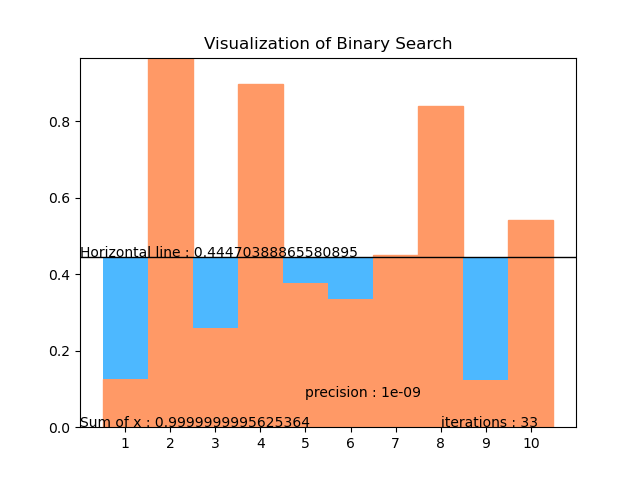 Visualization of Binary Search
0.8
0.6
Horizontal line : 0.44470388865580895
0.4
0.2
precision : 1e-09
Sum of x : 0.9999999995625364
iterations : 33
0.0
1 2 3 4 5 6 7 8 9 10